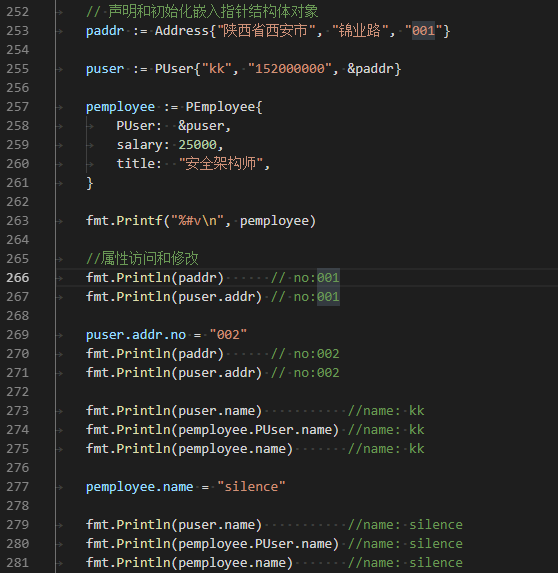 252 // 声明和初始化嵌入指针结构体对象
253 paddr := Address{"陕西省西安市", "锦业路", "001"}
254
255 puser := PUser{"kk", "152000000", &paddr}
256
257 pemployee := PEmployee{
258 PUser: &puser,
259 salary: 25000,
260 title: "安全架构师",
261 }
262
263 fmt.Printf("%#v\n", pemployee)
264
265 //属性访问和修改
266 fmt.Println(paddr) // no:001
267 fmt.Println(puser.addr) // no:001
268
269 puser.addr.no = "002"
270 fmt.Println(paddr) // no:002
271 fmt.Println(puser.addr) // no:002
272
273 fmt.Println(puser.name) //name: kk
274 fmt.Println(pemployee.PUser.name) //name: kk
275 fmt.Println(pemployee.name) //name: kk
276
277 pemployee.name = "silence"
278
279 fmt.Println(puser.name) //name: silence
280 fmt.Println(pemployee.PUser.name) //name: silence
281 fmt.Println(pemployee.name) //name: silence